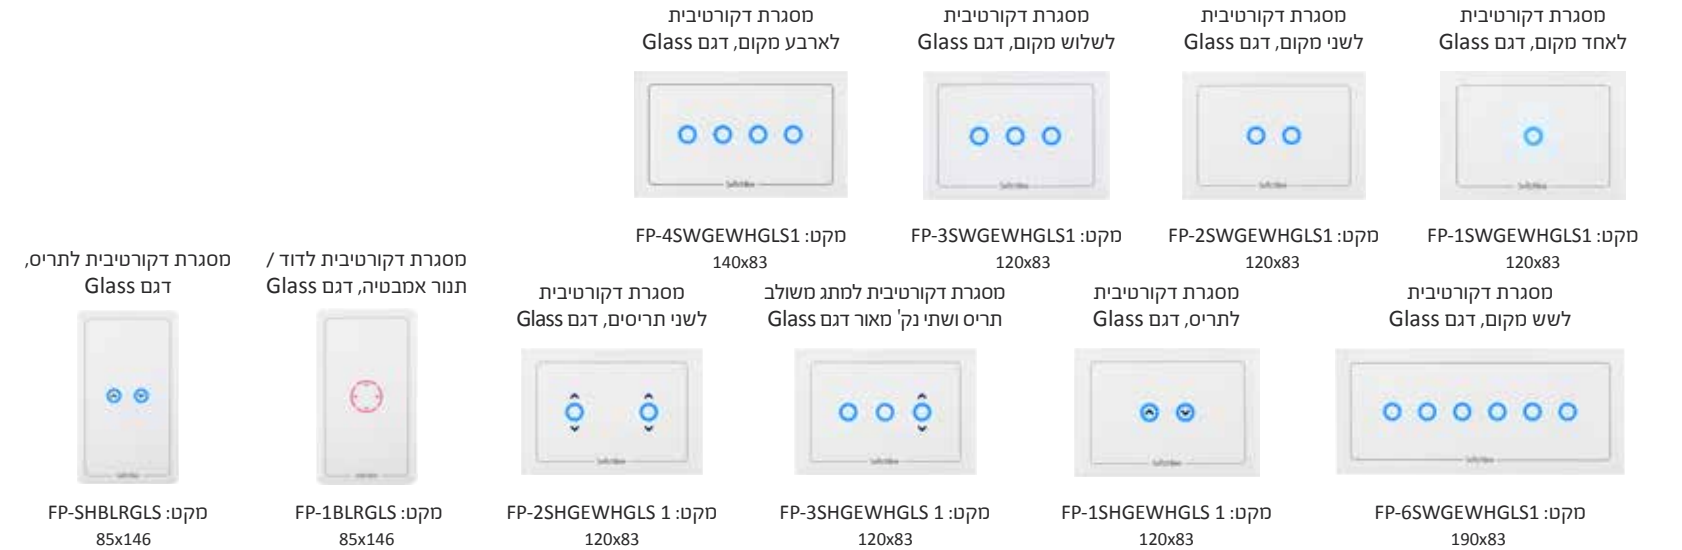 מסגרת דקורטיבית
לאחד מקום, דגם Glass
מקט: FP-1SWGEWHGLS1
120x83
מסגרת דקורטיבית
לשני מקום, דגם Glass
מקט: FP-2SWGEWHGLS1
120x83
מסגרת דקורטיבית
לשלוש מקום, דגם Glass
מקט: FP-3SWGEWHGLS1
120x83
מסגרת דקורטיבית
לארבע מקום, דגם Glass
מקט: FP-4SWGEWHGLS1
140x83
מסגרת דקורטיבית
לשש מקום, דגם Glass
מקט: FP-6SWGEWHGLS1
190x83
מסגרת דקורטיבית
לתריס, דגם Glass
מקט: FP-1SHGEWHGLS 1
120x83
מסגרת דקורטיבית למתג משולב
תריס ושתי נק' מאור דגם Glass
מקט: FP-3SHGEWHGLS 1
120x83
מסגרת דקורטיבית
לשני תריסים, דגם Glass
מקט: FP-2SHGEWHGLS 1
120x83
מסגרת דקורטיבית לדוד /
תנור אמבטיה, דגם Glass
מקט: FP-1BLRGLS
85x146
מסגרת דקורטיבית לתריס,
דגם Glass
מקט: FP-SHBLRGLS
85x146